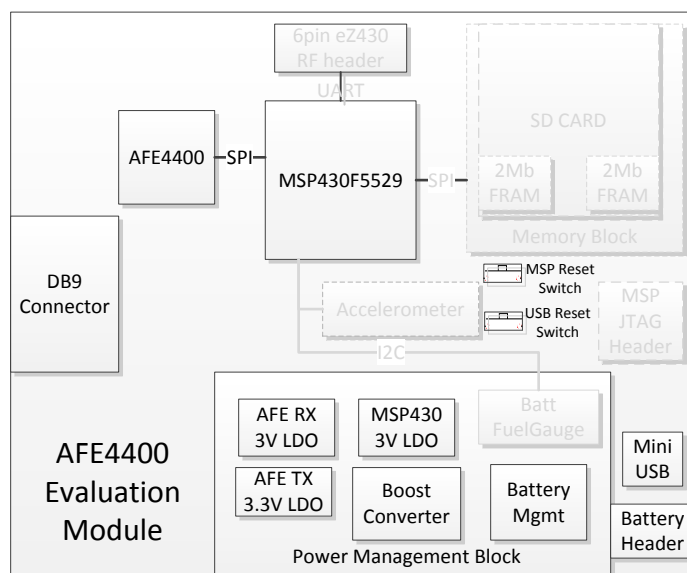 6pin eZ430
RF header
UART
AFE4400
SPI
MSP430F5529
SPI
SD CARD
2Mb
FRAM
2Mb
FRAM
Memory Block
DB9
Connector
Accelerometer
MSP Reset
Switch
USB Reset
Switch
MSP
JTAG
Header
I2C
AFE4400
Evaluation
Module
AFE RX
3V LDO
MSP430
3V LDO
Batt
FuelGauge
AFE TX
3.3V LDO
Boost
Converter
Battery
Mgmt
Power Management Block
Mini
USB
Battery
Header